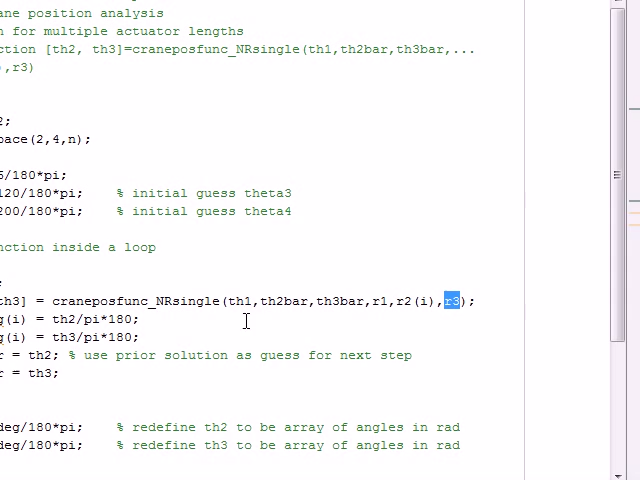 ane position analysis
n for multiple actuator lengths
ction [th2, th3]=craneposfunc_NRsingle(th1,th2bar,th3bar,...
),r3)
2;
pace(2,4,n);
5/180*pi;
120/180*pi;    % initial guess theta3
200/180*pi;    % initial guess theta4
nction inside a loop
;
th3] = craneposfunc_NRsingle(th1,th2bar,th3bar,r1,r2(i),r3);
g(i) = th2/pi*180;
g(i) = th3/pi*180;
r = th2; % use prior solution as guess for next step
r = th3;
deg/180*pi;    % redefine th2 to be array of angles in rad
deg/180*pi;    % redefine th3 to be array of angles in rad